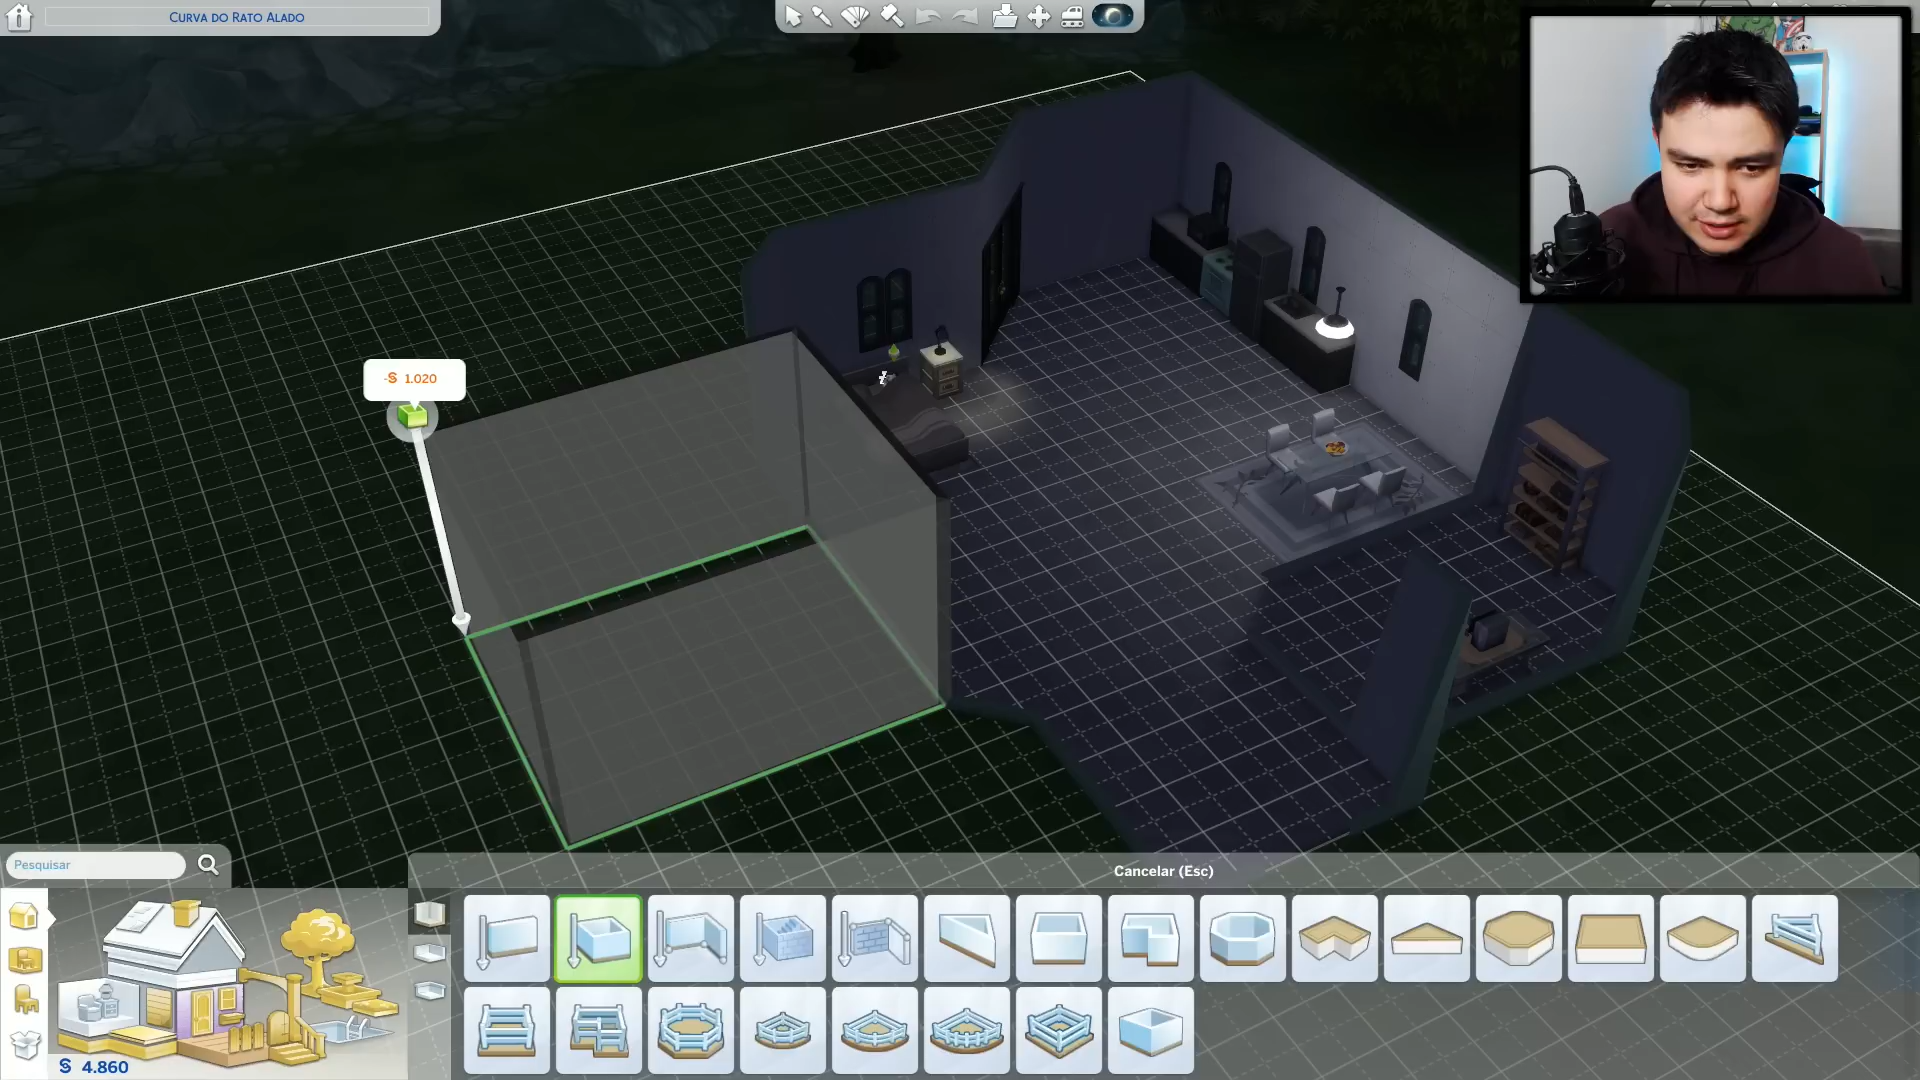 CURVA DO RATO ALADO
-§ 1.020
Pesquisar
Cancelar (Esc)
§ 4.860